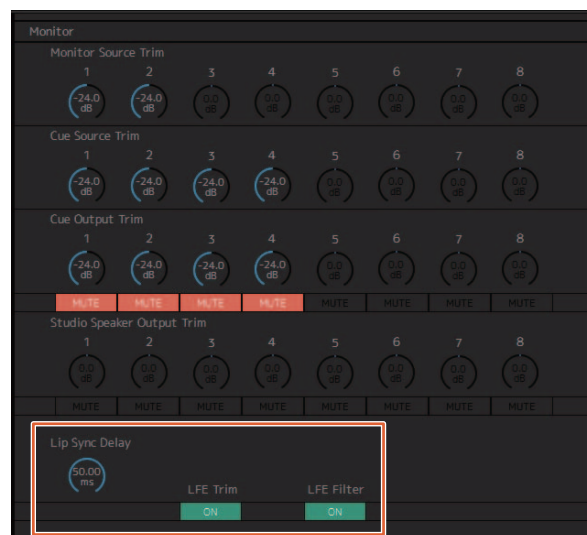 Monitor
Monitor Source Trim
1 2 3 4 5 6 7 8
-24.0 dB -24.0 dB 0.0 dB 0.0 dB 0.0 dB 0.0 dB 0.0 dB 0.0 dB
Cue Source Trim
1 2 3 4 5 6 7 8
-24.0 dB -24.0 dB -24.0 dB -24.0 dB 0.0 dB 0.0 dB 0.0 dB 0.0 dB
Cue Output Trim
1 2 3 4 5 6 7 8
-24.0 dB -24.0 dB -24.0 dB -24.0 dB 0.0 dB 0.0 dB 0.0 dB 0.0 dB
MUTE MUTE MUTE MUTE MUTE MUTE MUTE MUTE
Studio Speaker Output Trim
1 2 3 4 5 6 7 8
0.0 dB 0.0 dB 0.0 dB 0.0 dB 0.0 dB 0.0 dB 0.0 dB 0.0 dB
MUTE MUTE MUTE MUTE MUTE MUTE MUTE MUTE
Lip Sync Delay
50.00 ms
LFE Trim LFE Filter
ON ON